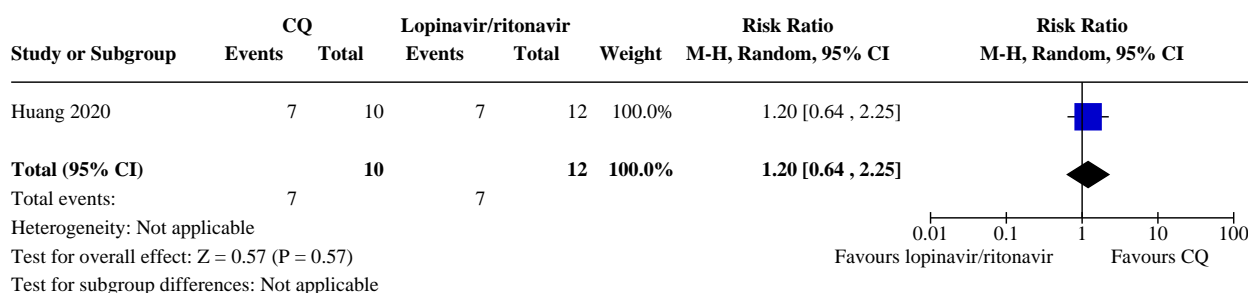 CQ Lopinavir/ritonavir Risk Ratio Risk Ratio
Study or Subgroup Events Total Events Total Weight M-H, Random, 95% CI M-H, Random, 95% CI
Huang 2020 7 10 7 12 100.0% 1.20 [0.64 , 2.25]
Total (95% CI) 10 12 100.0% 1.20 [0.64 , 2.25]
Total events: 7 7
Heterogeneity: Not applicable
0.01 0.1 1 10 100
Test for overall effect: Z = 0.57 (P = 0.57) Favours lopinavir/ritonavir Favours CQ
Test for subgroup differences: Not applicable